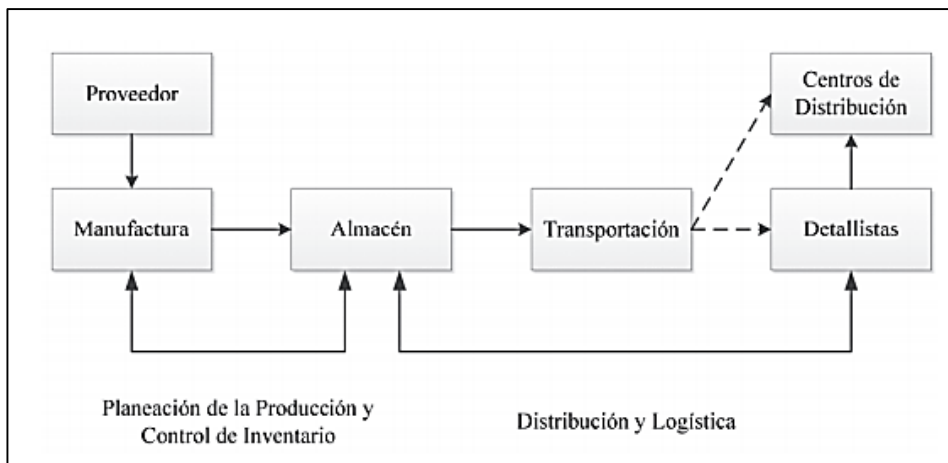 Proveedor
Centros de
Distribución
Manufactura
Almacén
Transportación
Detallistas
Planeación de la Producción y
Control de Inventario
Distribución y Logística